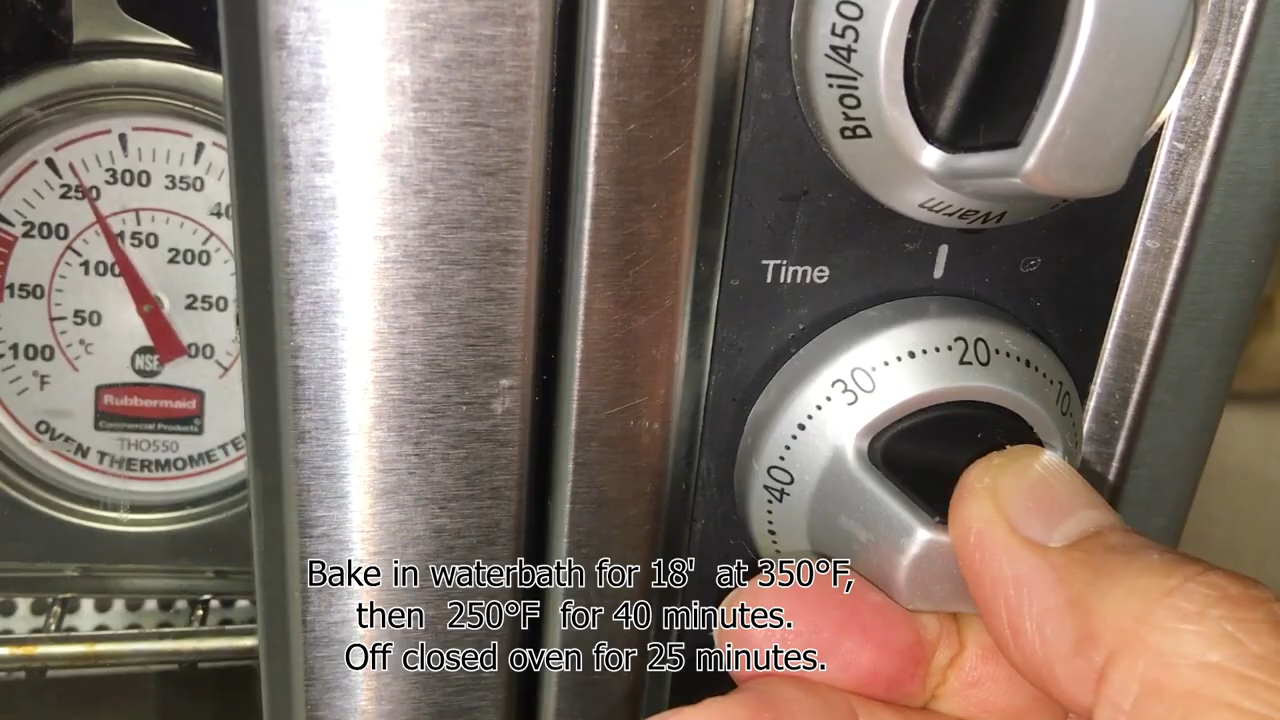 Broil/450
Warm
Time
10
20
30
40
300
350
250
200
150
100
°F
150
200
100
250
50
°C
NSF
Rubbermaid
Commercial Products
THO550
OVEN THERMOMETER
Bake in waterbath for 18' at 350°F,
then 250°F for 40 minutes.
Off closed oven for 25 minutes.